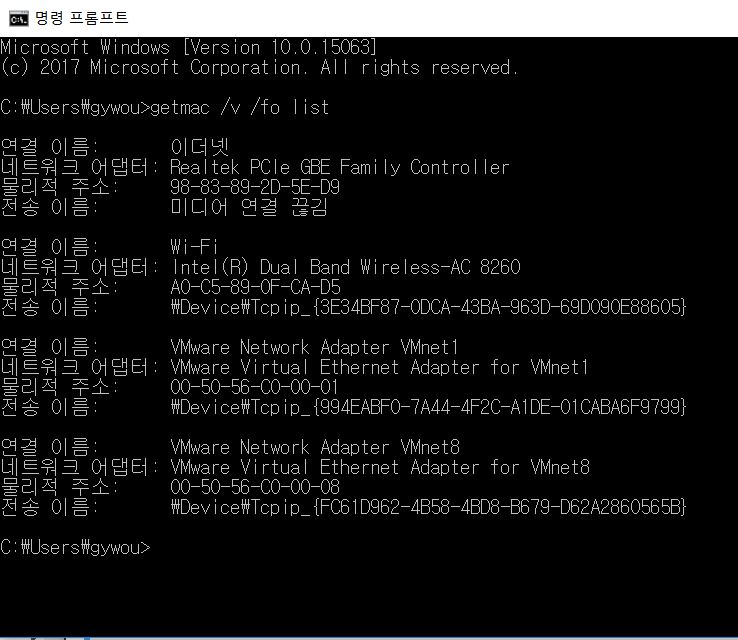 명령 프롬프트
Microsoft Windows [Version 10.0.15063]
(c) 2017 Microsoft Corporation. All rights reserved.
C:₩Users₩gywou>getmac /v /fo list
연결 이름: 이더넷
네트워크 어댑터: Realtek PCIe GBE Family Controller
물리적 주소: 98-83-89-2D-5E-D9
전송 이름: 미디어 연결 끊김
연결 이름: Wi-Fi
네트워크 어댑터: Intel(R) Dual Band Wireless-AC 8260
물리적 주소: A0-C5-89-0F-CA-D5
전송 이름: ₩Device₩Tcpip_{3E34BF87-0DCA-43BA-963D-69D090E88605}
연결 이름: VMware Network Adapter VMnet1
네트워크 어댑터: VMware Virtual Ethernet Adapter for VMnet1
물리적 주소: 00-50-56-C0-00-01
전송 이름: ₩Device₩Tcpip_{994EABF0-7A44-4F2C-A1DE-01CABA6F9799}
연결 이름: VMware Network Adapter VMnet8
네트워크 어댑터: VMware Virtual Ethernet Adapter for VMnet8
물리적 주소: 00-50-56-C0-00-08
전송 이름: ₩Device₩Tcpip_{FC61D962-4B58-4BD8-B679-D62A2860565B}
C:₩Users₩gywou>